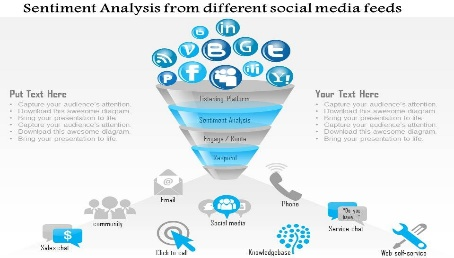 Sentiment Analysis from different social media feeds
Put Text Here
• Capture your audience's attention.
• Download this awesome diagram.
• Bring your presentation to life.
• Capture your audience's attention.
• Download this awesome diagram.
• Bring your presentation to life.
Your Text Here
• Capture your audience's attention.
• Download this awesome diagram.
• Bring your presentation to life.
• Capture your audience's attention.
• Download this awesome diagram.
• Bring your presentation to life.
Listening Platform
Sentiment Analysis
Engage / Route
Respond
Email
Phone
community
Social media
Service chat
Sales chat
Click to call
Knowledgebase
Web self-service